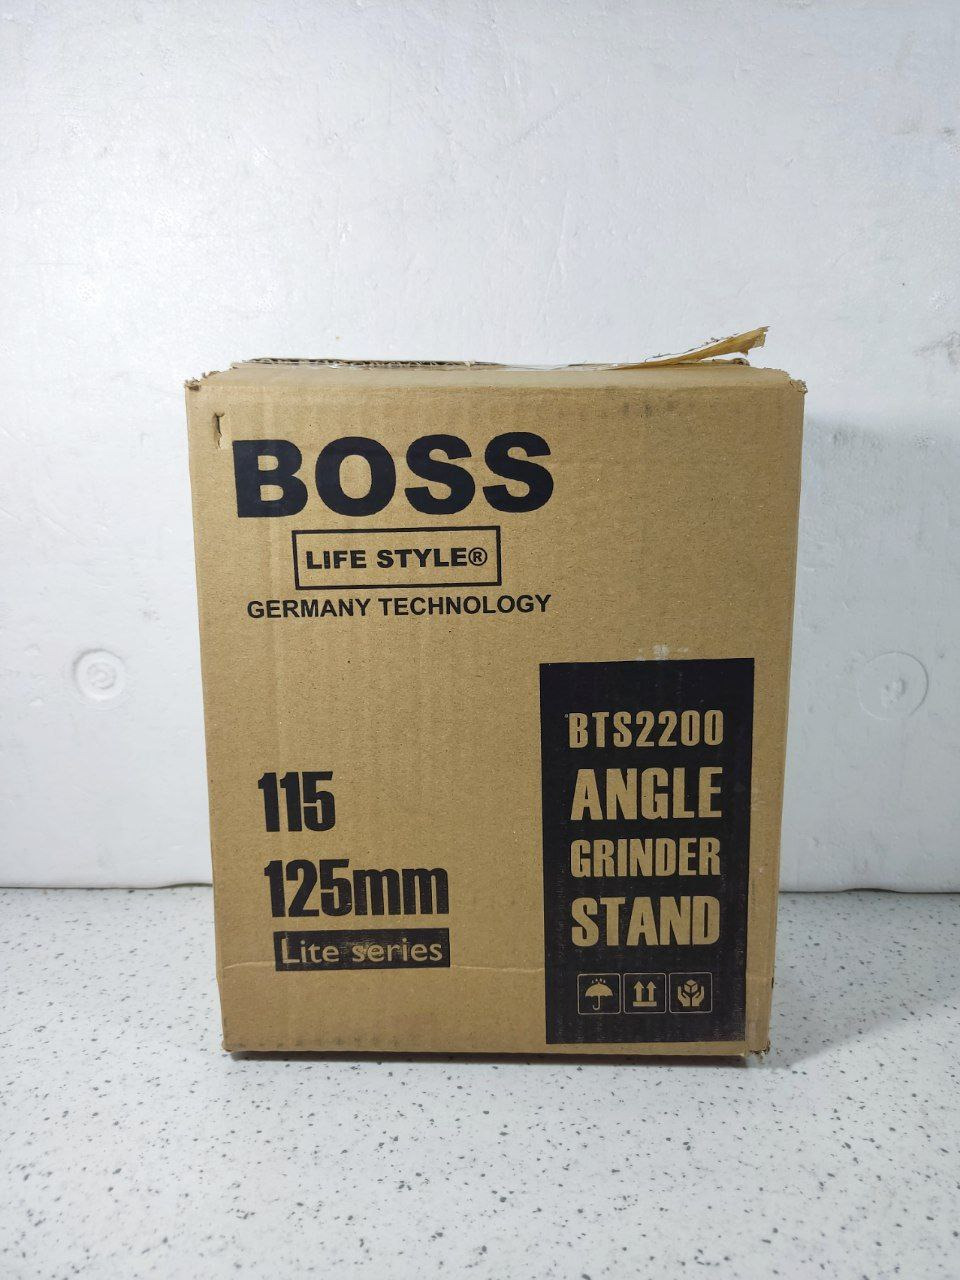 BOSS
LIFE STYLE®
GERMANY TECHNOLOGY
115
125mm
Lite series
BTS2200
ANGLE
GRINDER
STAND